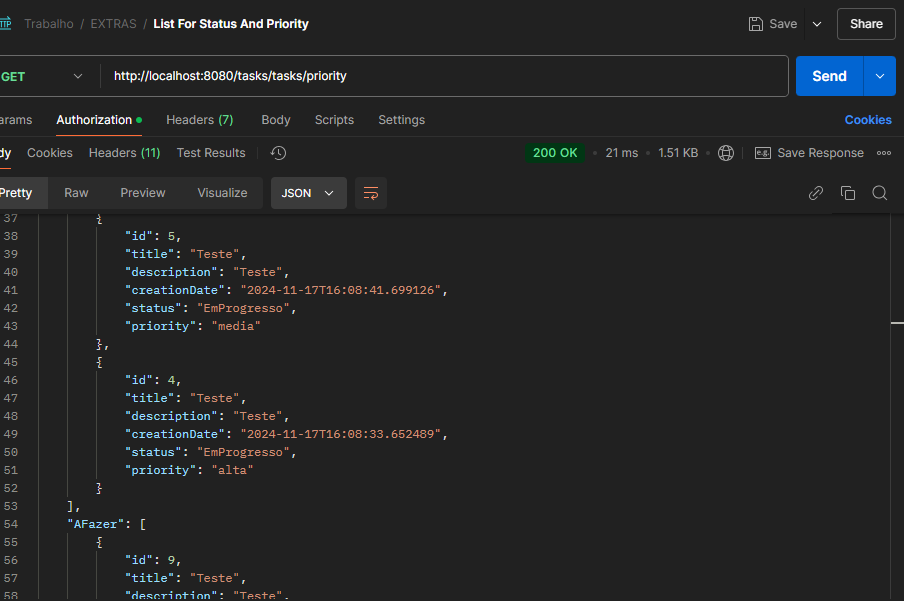 TTP Trabalho / EXTRAS / List For Status And Priority Save Share
GET http://localhost:8080/tasks/tasks/priority Send
arams Authorization Headers (7) Body Scripts Settings Cookies
dy Cookies Headers (11) Test Results 200 OK 21 ms 1.51 KB e.g. Save Response
Pretty Raw Preview Visualize JSON
37 {
38 "id": 5,
39 "title": "Teste",
40 "description": "Teste",
41 "creationDate": "2024-11-17T16:08:41.699126",
42 "status": "EmProgresso",
43 "priority": "media"
44 },
45 {
46 "id": 4,
47 "title": "Teste",
48 "description": "Teste",
49 "creationDate": "2024-11-17T16:08:33.652489",
50 "status": "EmProgresso",
51 "priority": "alta"
52 }
53 ],
54 "AFazer": [
55 {
56 "id": 9,
57 "title": "Teste",
58 "description": "Teste",